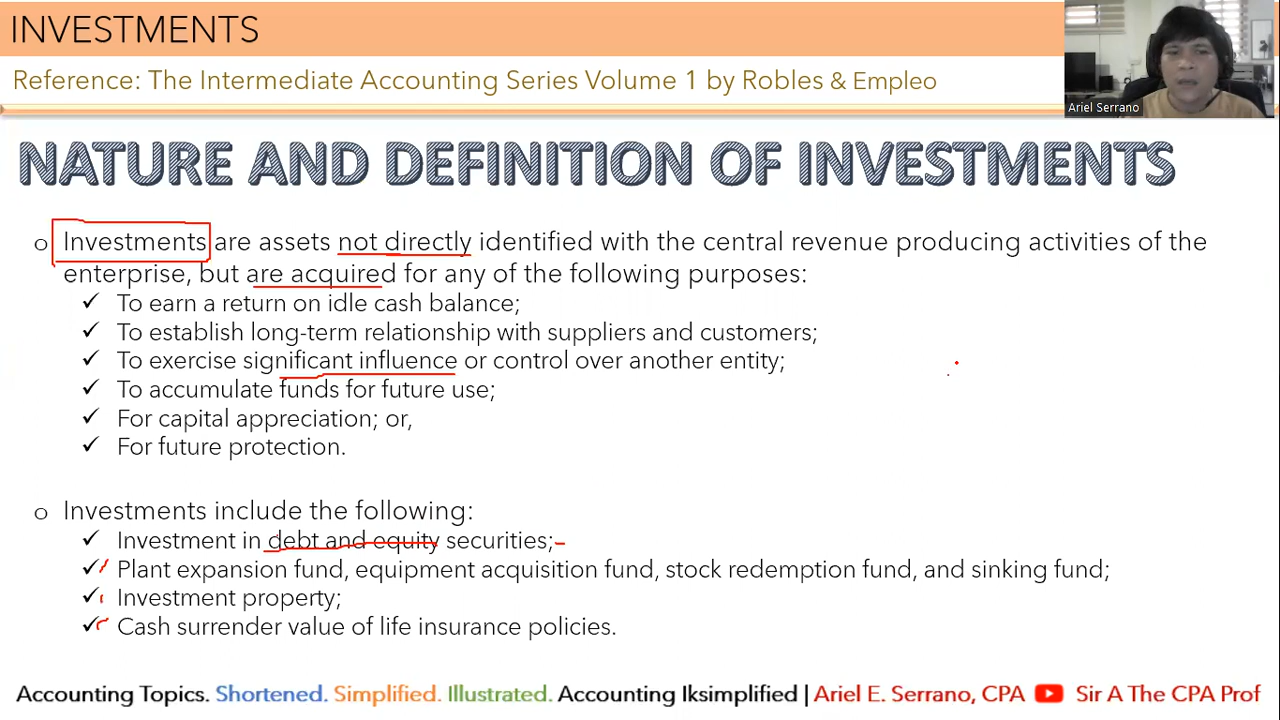 INVESTMENTS
Reference: The Intermediate Accounting Series Volume 1 by Robles & Empleo
Ariel Serrano
NATURE AND DEFINITION OF INVESTMENTS
o Investments are assets not directly identified with the central revenue producing activities of the
enterprise, but are acquired for any of the following purposes:
✓ To earn a return on idle cash balance;
✓ To establish long-term relationship with suppliers and customers;
✓ To exercise significant influence or control over another entity;
✓ To accumulate funds for future use;
✓ For capital appreciation; or,
✓ For future protection.
o Investments include the following:
✓ Investment in debt and equity securities;
✓ Plant expansion fund, equipment acquisition fund, stock redemption fund, and sinking fund;
✓ Investment property;
✓ Cash surrender value of life insurance policies.
Accounting Topics. Shortened. Simplified. Illustrated. Accounting Iksimplified | Ariel E. Serrano, CPA Sir A The CPA Prof